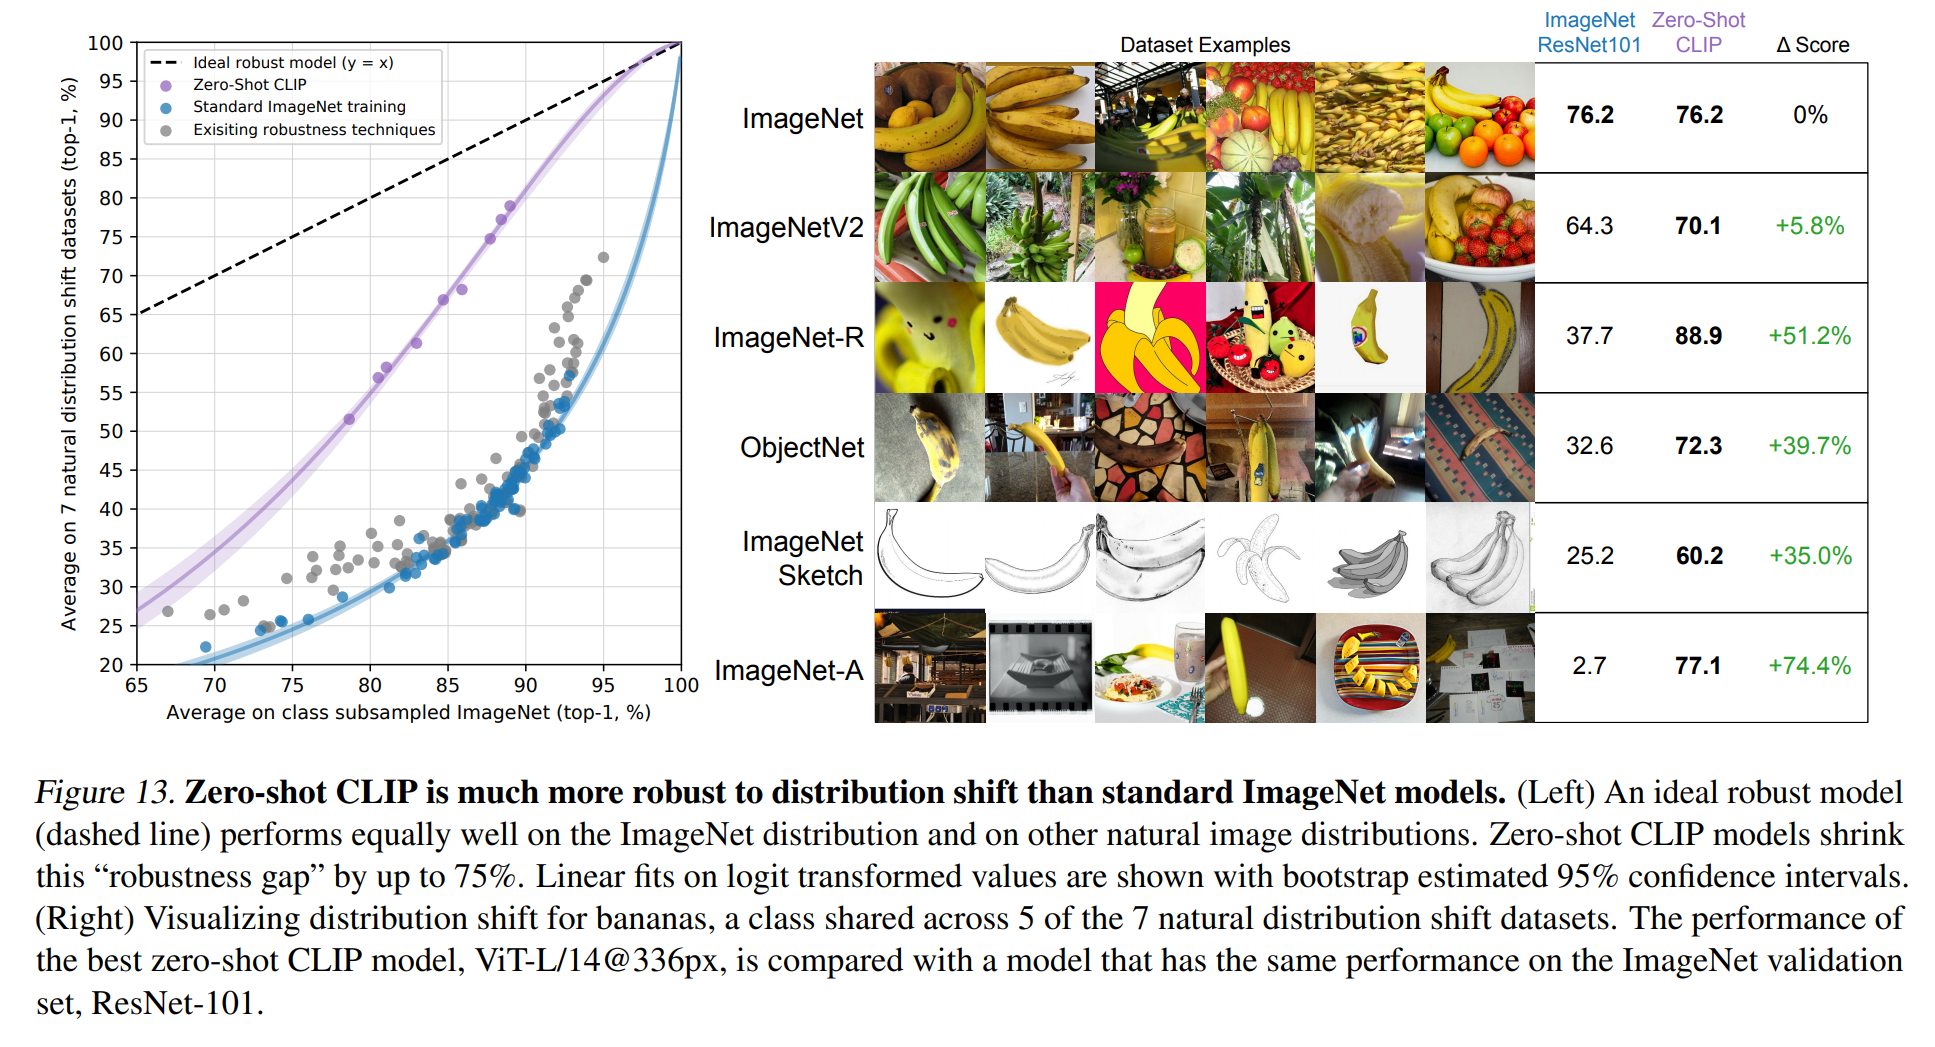 100
95
90
85
80
75
70
65
60
55
50
45
40
35
30
25
20
Average on 7 natural distribution shift datasets (top-1, %)
Ideal robust model (y = x)
Zero-Shot CLIP
Standard ImageNet training
Exisiting robustness techniques
65 70 75 80 85 90 95 100
Average on class subsampled ImageNet (top-1, %)
Dataset Examples
ImageNet Zero-Shot
ResNet101 CLIP Δ Score
ImageNet 76.2 76.2 0%
ImageNetV2 64.3 70.1 +5.8%
ImageNet-R 37.7 88.9 +51.2%
ObjectNet 32.6 72.3 +39.7%
ImageNet
Sketch 25.2 60.2 +35.0%
ImageNet-A 2.7 77.1 +74.4%
Figure 13. Zero-shot CLIP is much more robust to distribution shift than standard ImageNet models. (Left) An ideal robust model
(dashed line) performs equally well on the ImageNet distribution and on other natural image distributions. Zero-shot CLIP models shrink
this “robustness gap” by up to 75%. Linear fits on logit transformed values are shown with bootstrap estimated 95% confidence intervals.
(Right) Visualizing distribution shift for bananas, a class shared across 5 of the 7 natural distribution shift datasets. The performance of
the best zero-shot CLIP model, ViT-L/14@336px, is compared with a model that has the same performance on the ImageNet validation
set, ResNet-101.